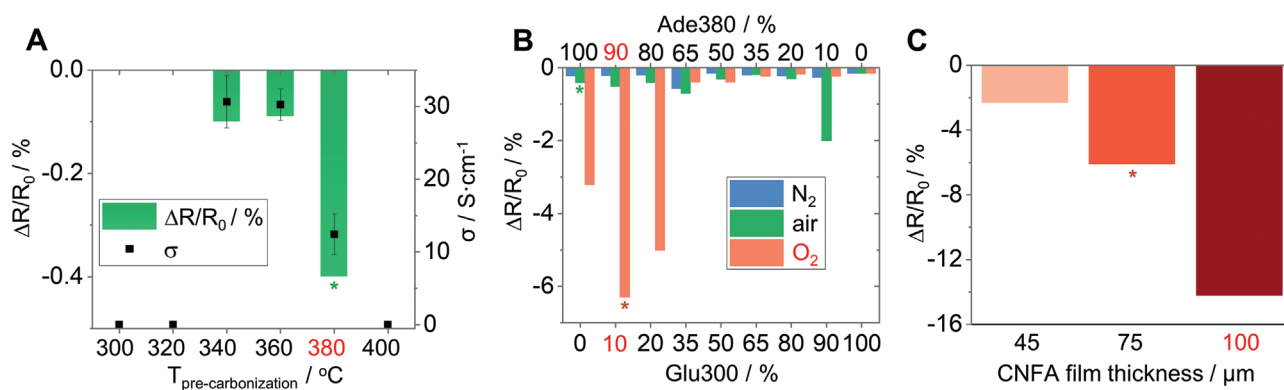 A
0.0
-0.2
-0.4
ΔR/R₀ / %
30
20
10
0
σ / S·cm⁻¹
ΔR/R₀ / %
σ
*
300 320 340 360 380 400
T pre-carbonization / °C
B
Ade380 / %
100 90 80 65 50 35 20 10 0
0
-2
-4
-6
ΔR/R₀ / %
*
*
N₂
air
O₂
0 10 20 35 50 65 80 90 100
Glu300 / %
C
0
-4
-8
-12
-16
ΔR/R₀ / %
*
45 75 100
CNFA film thickness / µm